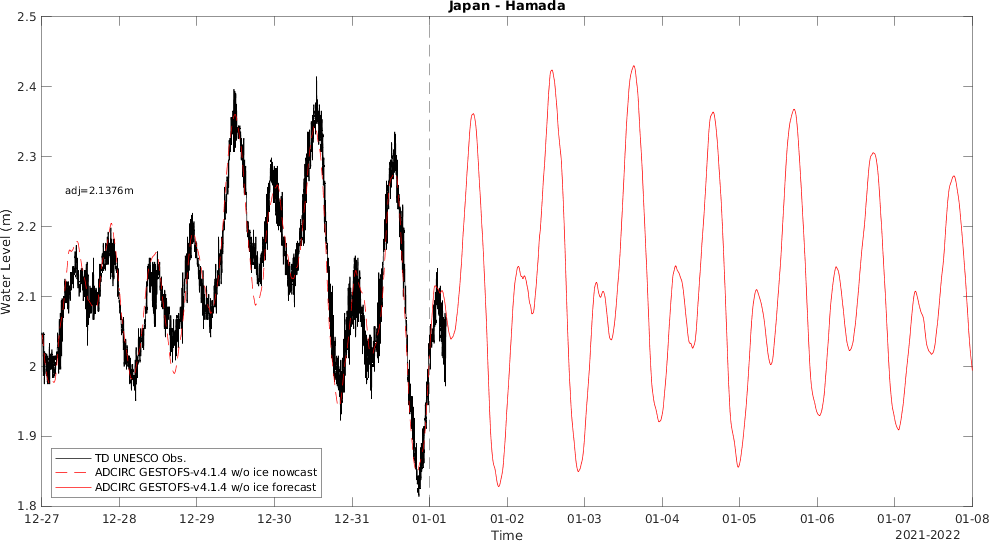 Japan - Hamada
2.5
2.4
2.3
2.2
2.1
2
1.9
1.8
Water Level (m)
adj=2.1376m
TD UNESCO Obs.
ADCIRC GESTOFS-v4.1.4 w/o ice nowcast
ADCIRC GESTOFS-v4.1.4 w/o ice forecast
12-27 12-28 12-29 12-30 12-31 01-01 01-02 01-03 01-04 01-05 01-06 01-07 01-08
Time
2021-2022